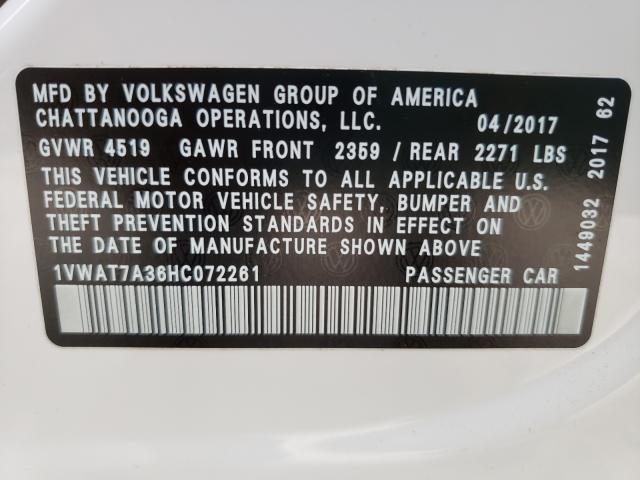 MFD BY VOLKSWAGEN GROUP OF AMERICA
CHATTANOOGA OPERATIONS, LLC. 04/2017
GVWR 4519 GAWR FRONT 2359 / REAR 2271 LBS
THIS VEHICLE CONFORMS TO ALL APPLICABLE U.S.
FEDERAL MOTOR VEHICLE SAFETY, BUMPER AND
THEFT PREVENTION STANDARDS IN EFFECT ON
THE DATE OF MANUFACTURE SHOWN ABOVE
1VWAT7A36HC072261 PASSENGER CAR
1449032 2017 62